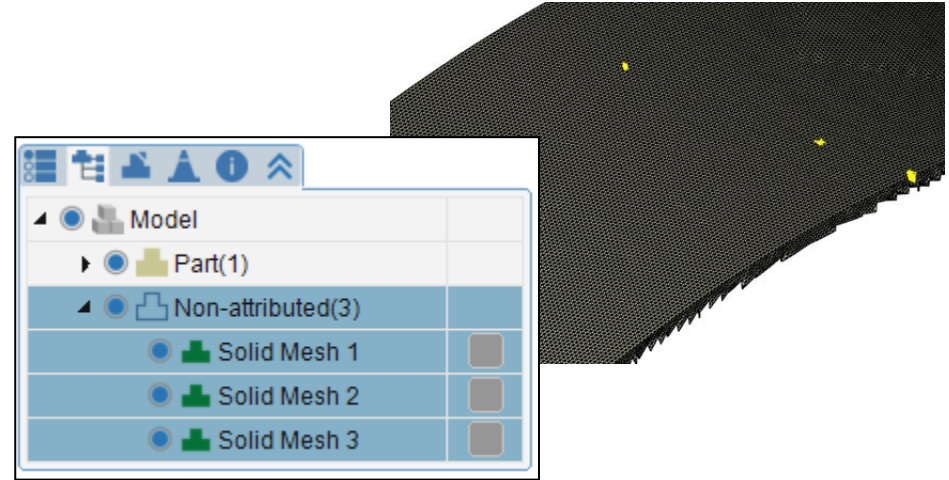 Model
Part(1)
Non-attributed(3)
Solid Mesh 1
Solid Mesh 2
Solid Mesh 3